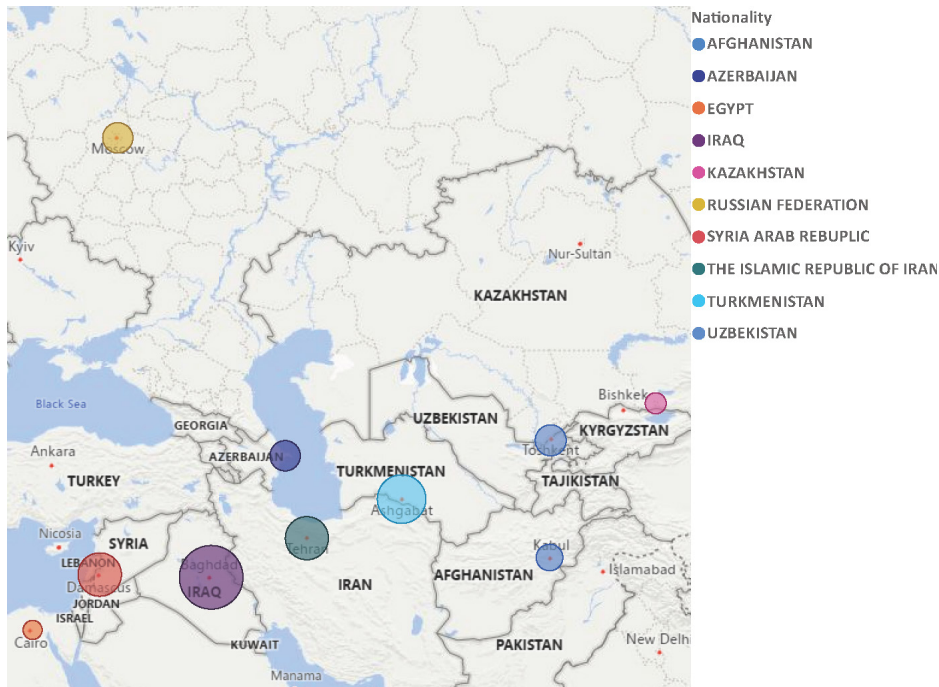 Nationality
AFGHANISTAN
AZERBAIJAN
EGYPT
IRAQ
KAZAKHSTAN
RUSSIAN FEDERATION
SYRIA ARAB REBUPLIC
THE ISLAMIC REPUBLIC OF IRAN
TURKMENISTAN
UZBEKISTAN
Moscow
Kyiv
Nur-Sultan
KAZAKHSTAN
Bishkek
Black Sea
GEORGIA
UZBEKISTAN
KYRGYZSTAN
Toshkent
Ankara
AZERBAIJAN
TURKMENISTAN
TURKEY
TAJIKISTAN
Ashgabat
Nicosia
SYRIA
Tehran
Kabul
LEBANON
Baghdad
Islamabad
Damascus
IRAQ
IRAN
AFGHANISTAN
JORDAN
ISRAEL
Cairo
KUWAIT
PAKISTAN
New Delhi
Manama